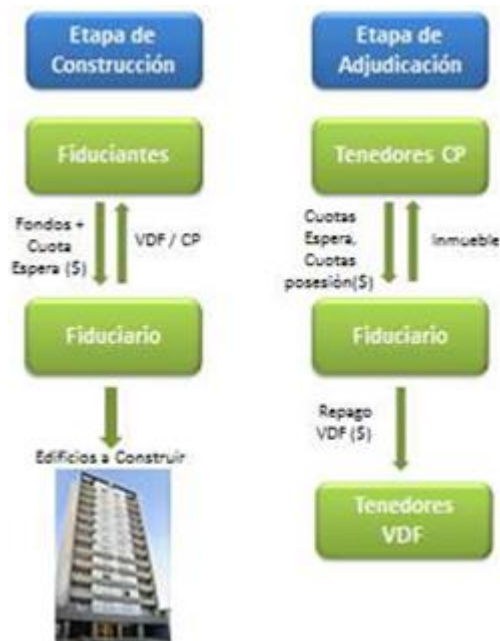 Etapa de
Construcción
Fiduciantes
Fondos +
Cuota
Espera ($)
VDF / CP
Fiduciario
Edificios a Construir
Etapa de
Adjudicación
Tenedores CP
Cuotas
Espera,
Cuotas
posesión($)
Inmueble
Fiduciario
Repago
VDF ($)
Tenedores
VDF